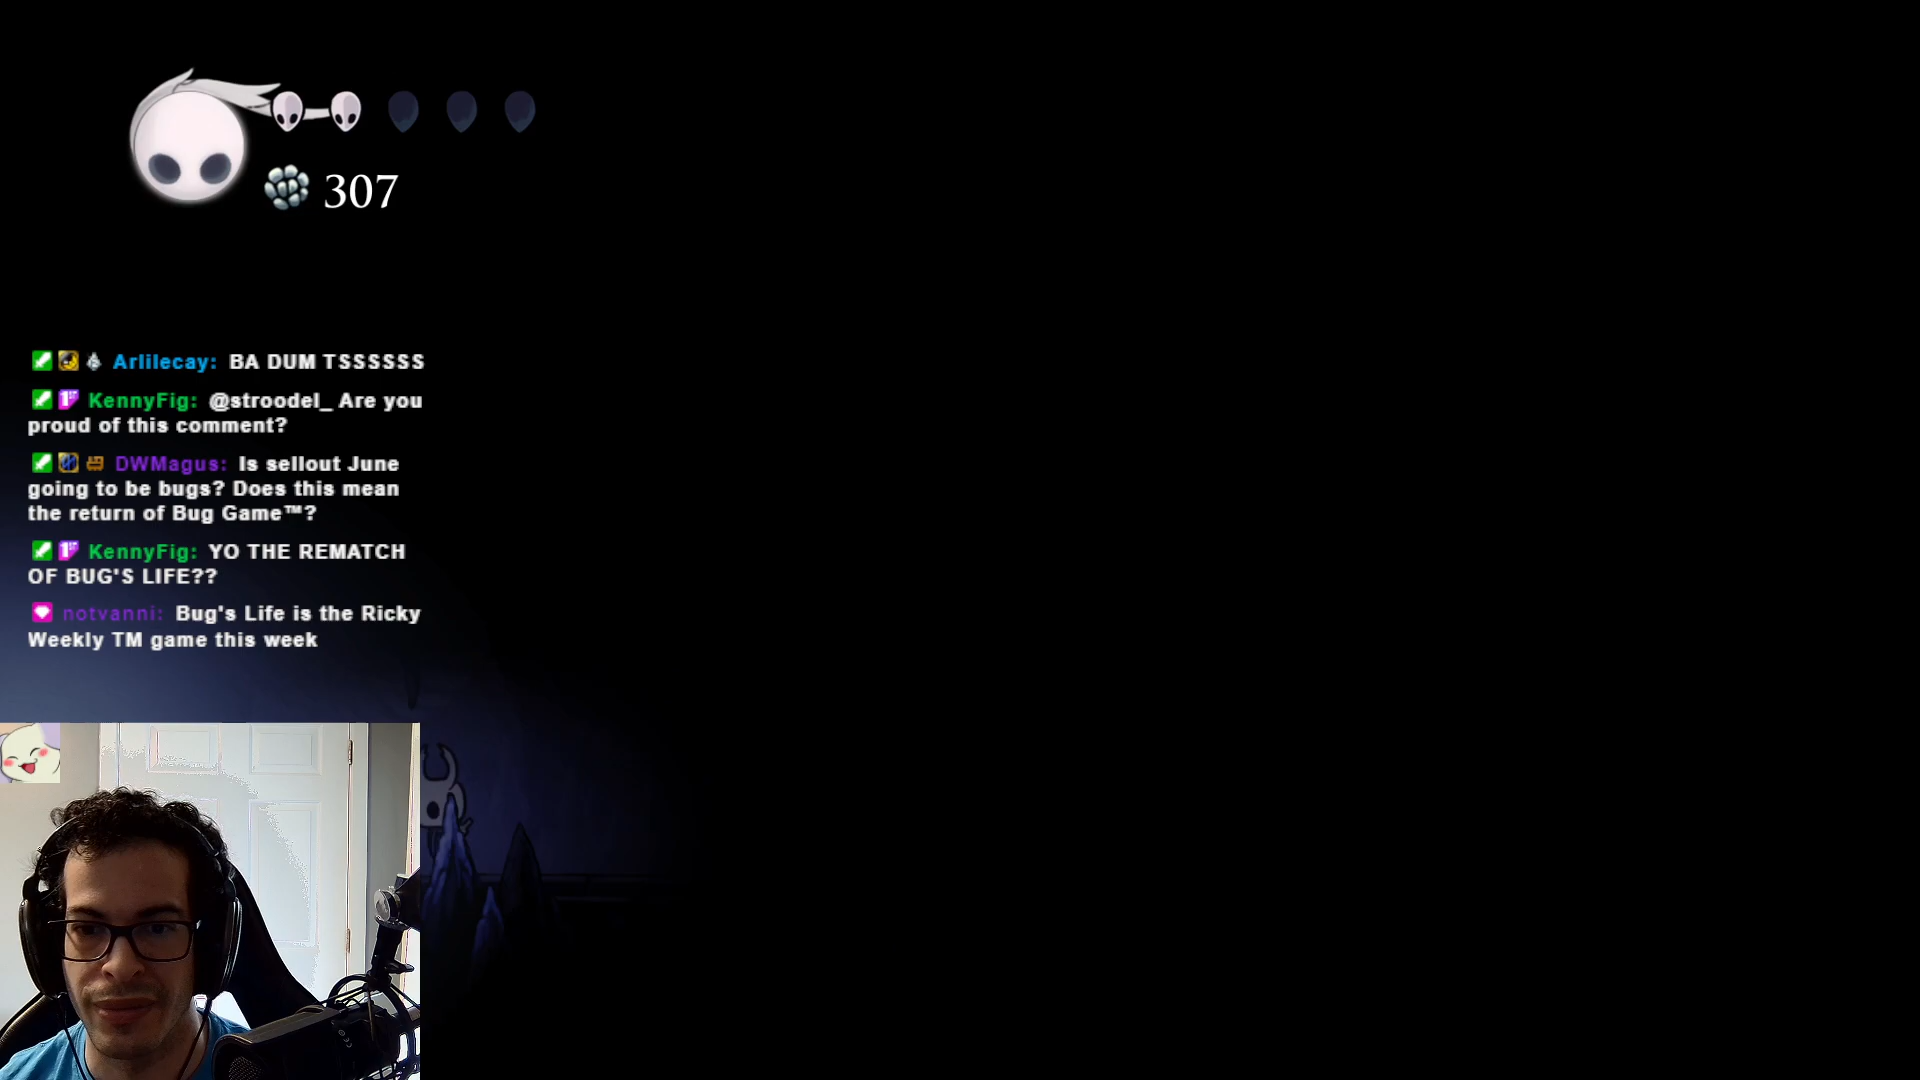 307
Arlilecay: BA DUM TSSSSSS
KennyFig: @stroodel_ Are you
proud of this comment?
DWMagus: Is sellout June
going to be bugs? Does this mean
the return of Bug Game™?
KennyFig: YO THE REMATCH
OF BUG'S LIFE??
notvanni: Bug's Life is the Ricky
Weekly TM game this week